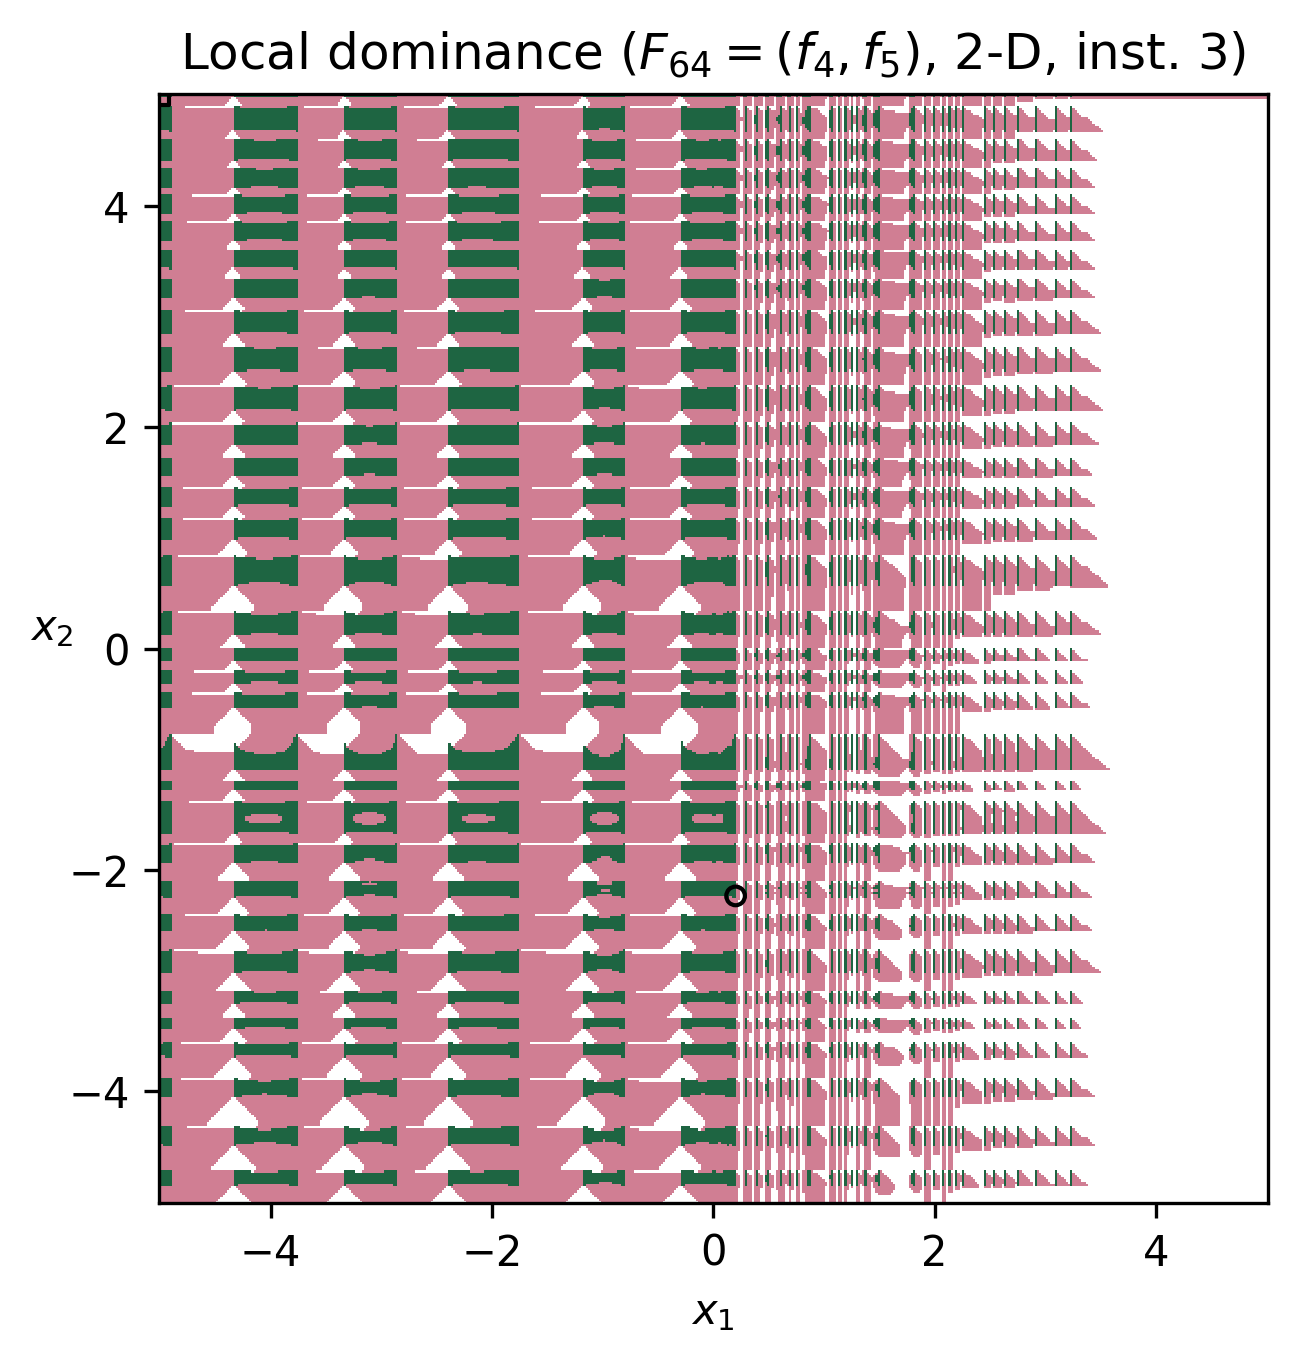 Local dominance (F₆₄ = (f₄, f₅), 2-D, inst. 3)
4
2
x₂
0
−2
−4
−4 −2 0 2 4
x₁